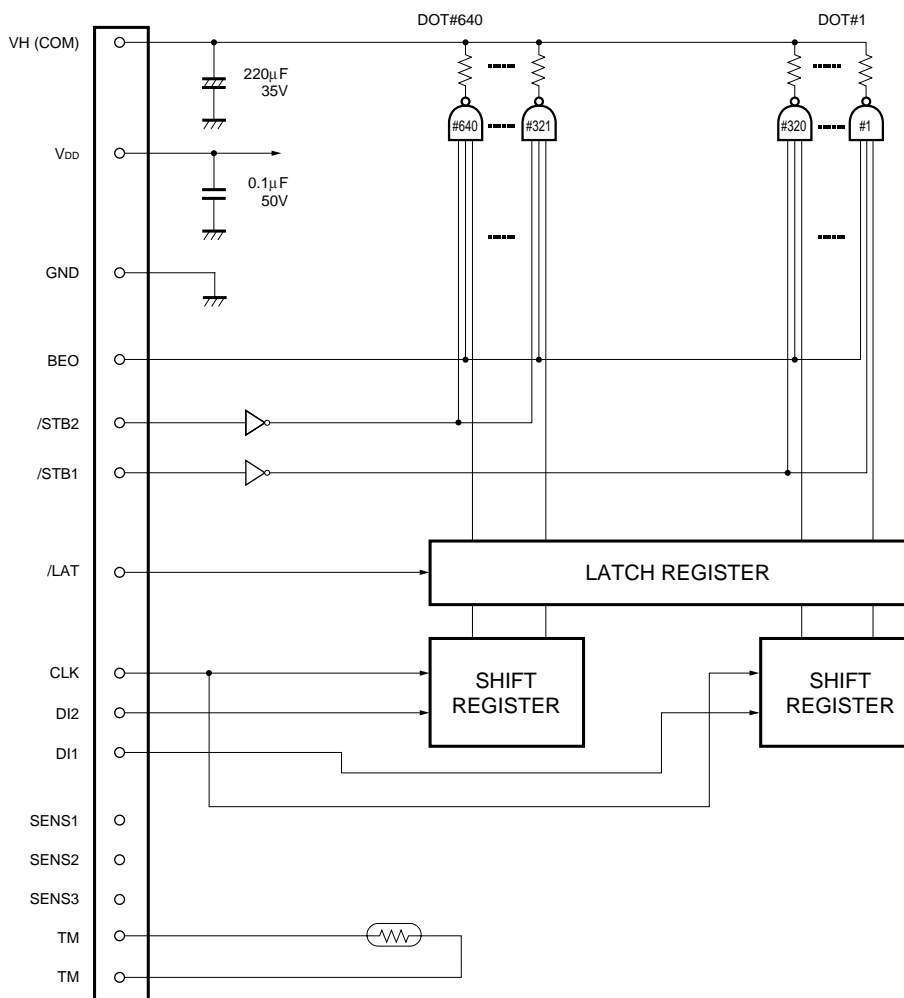 DOT#640
DOT#1
VH (COM)
220μF
35V
#640
#321
#320
#1
VDD
0.1μF
50V
GND
BEO
/STB2
/STB1
/LAT
LATCH REGISTER
CLK
SHIFT
REGISTER
SHIFT
REGISTER
DI2
DI1
SENS1
SENS2
SENS3
TM
TM